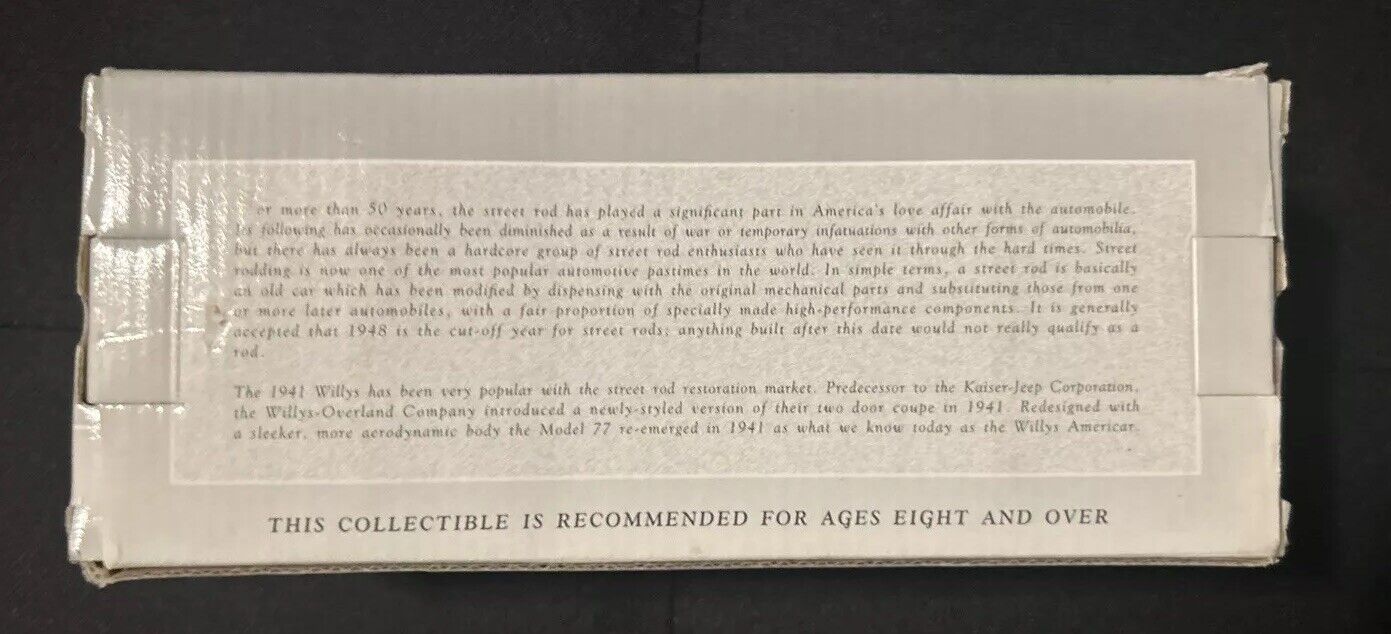 or more than 50 years, the street rod has played a significant part in America's love affair with the automobile.
Its following has occasionally been diminished as a result of war or temporary infatuations with other forms of automobilia,
but there has always been a hardcore group of street rod enthusiasts who have seen it through the hard times. Street
rodding is now one of the most popular automotive pastimes in the world. In simple terms, a street rod is basically
an old car which has been modified by dispensing with the original mechanical parts and substituting those from one
or more later automobiles, with a fair proportion of specially made high-performance components. It is generally
accepted that 1948 is the cut-off year for street rods; anything built after this date would not really qualify as a
rod.
The 1941 Willys has been very popular with the street rod restoration market. Predecessor to the Kaiser-Jeep Corporation,
the Willys-Overland Company introduced a newly-styled version of their two door coupe in 1941. Redesigned with
a sleeker, more aerodynamic body the Model 77 re-emerged in 1941 as what we know today as the Willys Americar.
THIS COLLECTIBLE IS RECOMMENDED FOR AGES EIGHT AND OVER